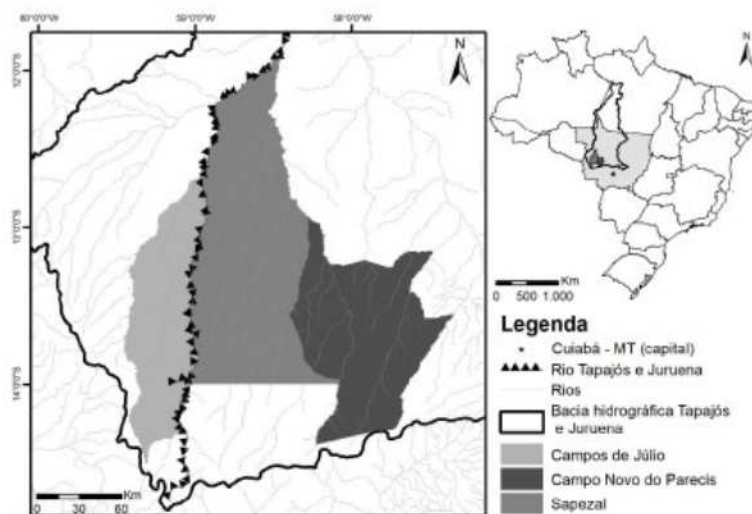 60°0'0"W 59°0'0"W 58°0'0"W
N
12°0'0"S
13°0'0"S
14°0'0"S
Km
0 30 60
N
Km
0 500 1.000
Legenda
Cuiabá - MT (capital)
Rio Tapajós e Juruena
Rios
Bacia hidrográfica Tapajós
e Juruena
Campos de Júlio
Campo Novo do Parecis
Sapezal